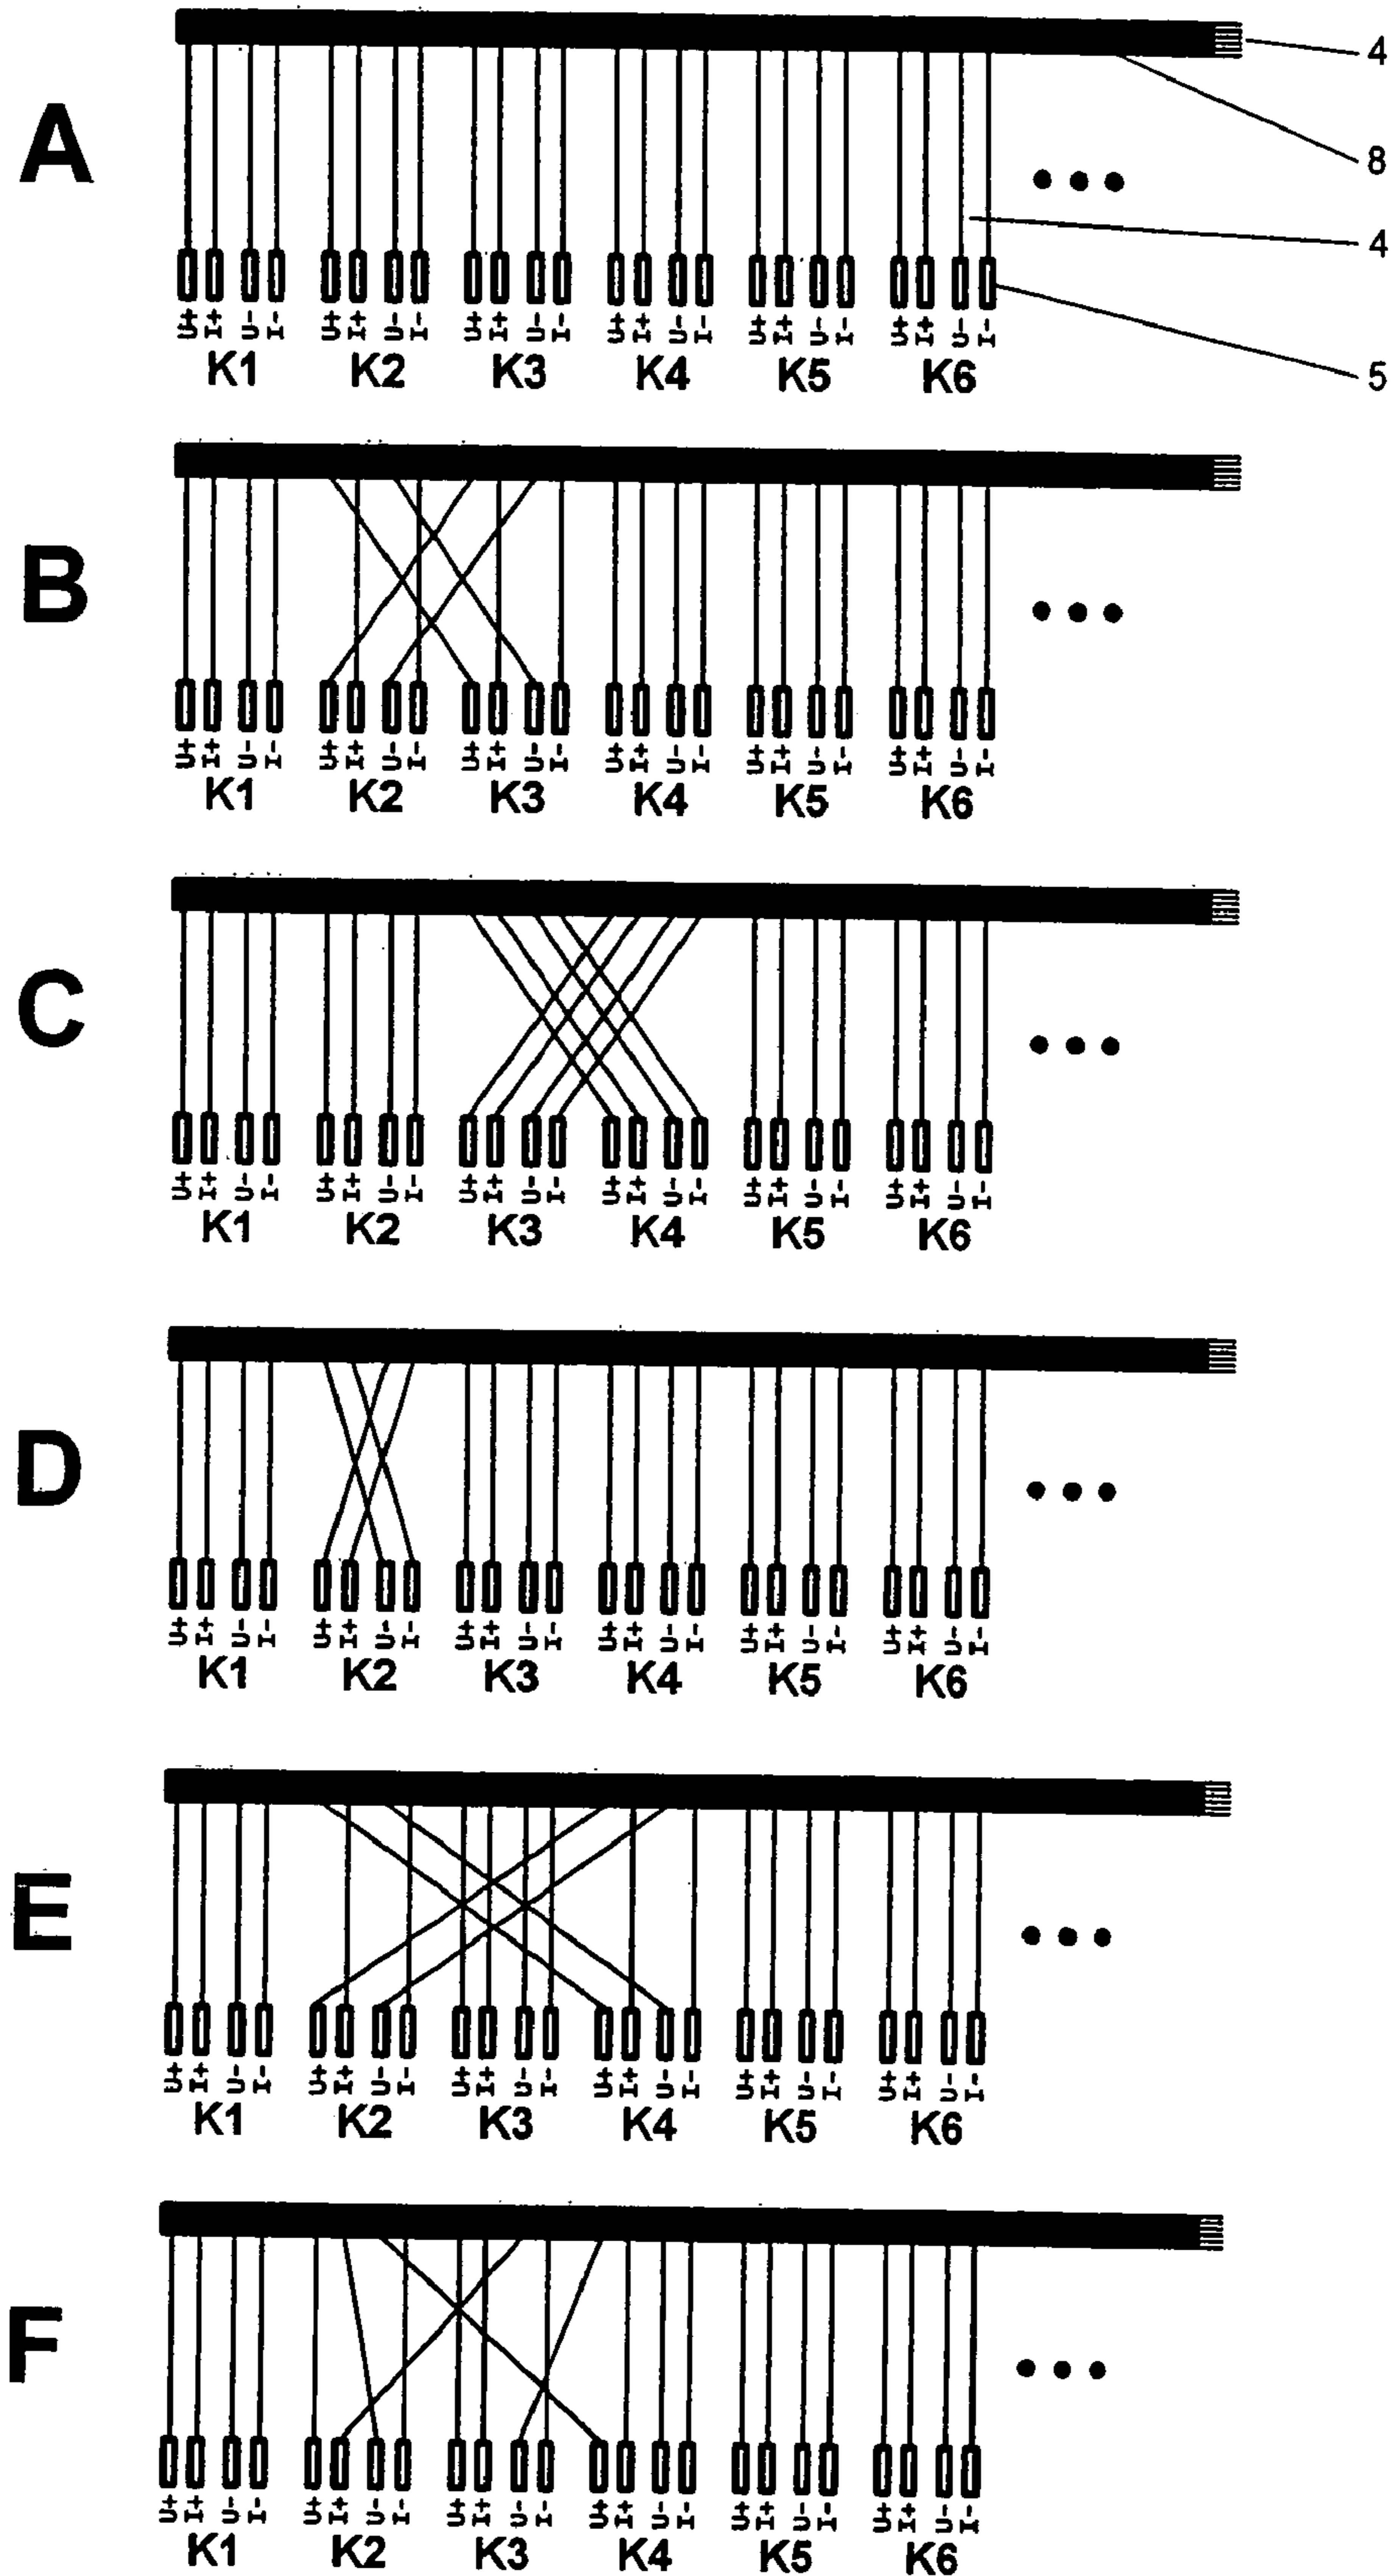 A
4
8
4
5
U+ I+ U- I- U+ I+ U- I- U+ I+ U- I- U+ I+ U- I- U+ I+ U- I- U+ I+ U- I-
K1 K2 K3 K4 K5 K6
B
U+ I+ U- I- U+ I+ U- I- U+ I+ U- I- U+ I+ U- I- U+ I+ U- I- U+ I+ U- I-
K1 K2 K3 K4 K5 K6
C
U+ I+ U- I- U+ I+ U- I- U+ I+ U- I- U+ I+ U- I- U+ I+ U- I- U+ I+ U- I-
K1 K2 K3 K4 K5 K6
D
U+ I+ U- I- U+ I+ U- I- U+ I+ U- I- U+ I+ U- I- U+ I+ U- I- U+ I+ U- I-
K1 K2 K3 K4 K5 K6
E
U+ I+ U- I- U+ I+ U- I- U+ I+ U- I- U+ I+ U- I- U+ I+ U- I- U+ I+ U- I-
K1 K2 K3 K4 K5 K6
F
U+ I+ U- I- U+ I+ U- I- U+ I+ U- I- U+ I+ U- I- U+ I+ U- I- U+ I+ U- I-
K1 K2 K3 K4 K5 K6